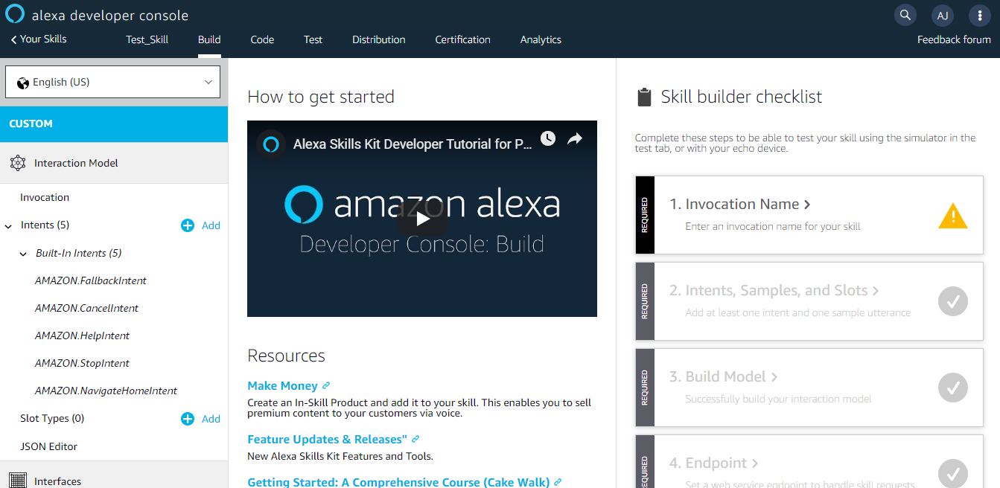 alexa developer console
AJ
Your Skills
Test_Skill
Build
Code
Test
Distribution
Certification
Analytics
Feedback forum
English (US)
CUSTOM
Interaction Model
Invocation
Intents (5)
Add
Built-In Intents (5)
AMAZON.FallbackIntent
AMAZON.CancelIntent
AMAZON.HelpIntent
AMAZON.StopIntent
AMAZON.NavigateHomeIntent
Slot Types (0)
Add
JSON Editor
Interfaces
How to get started
Alexa Skills Kit Developer Tutorial for P...
amazon alexa
Developer Console: Build
Resources
Make Money
Create an In-Skill Product and add it to your skill. This enables you to sell
premium content to your customers via voice.
Feature Updates & Releases"
New Alexa Skills Kit Features and Tools.
Getting Started: A Comprehensive Course (Cake Walk)
Skill builder checklist
Complete these steps to be able to test your skill using the simulator in the
test tab, or with your echo device.
REQUIRED
1. Invocation Name
Enter an invocation name for your skill
REQUIRED
2. Intents, Samples, and Slots
Add at least one intent and one sample utterance
REQUIRED
3. Build Model
Successfully build your interaction model
REQUIRED
4. Endpoint
Set a web service endpoint to handle skill requests